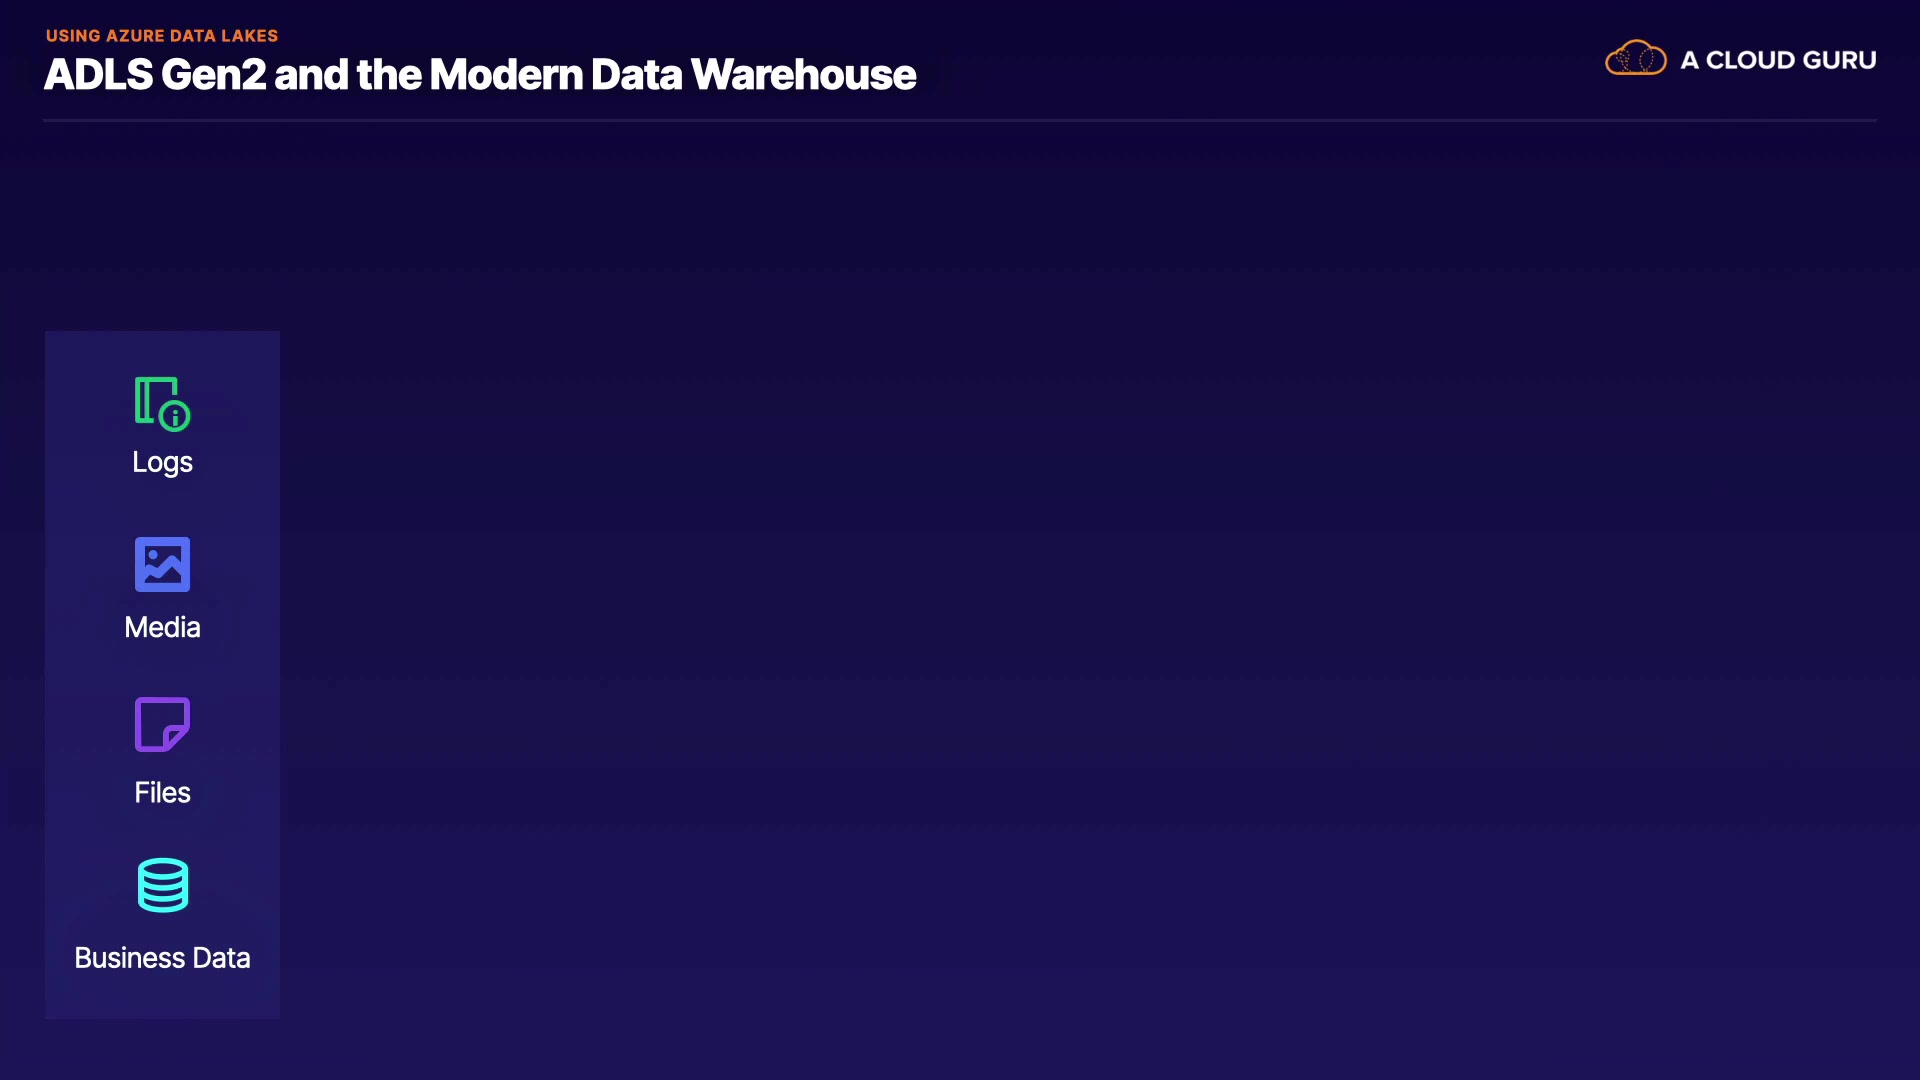 USING AZURE DATA LAKES
ADLS Gen2 and the Modern Data Warehouse
A CLOUD GURU
Logs
Media
Files
Business Data